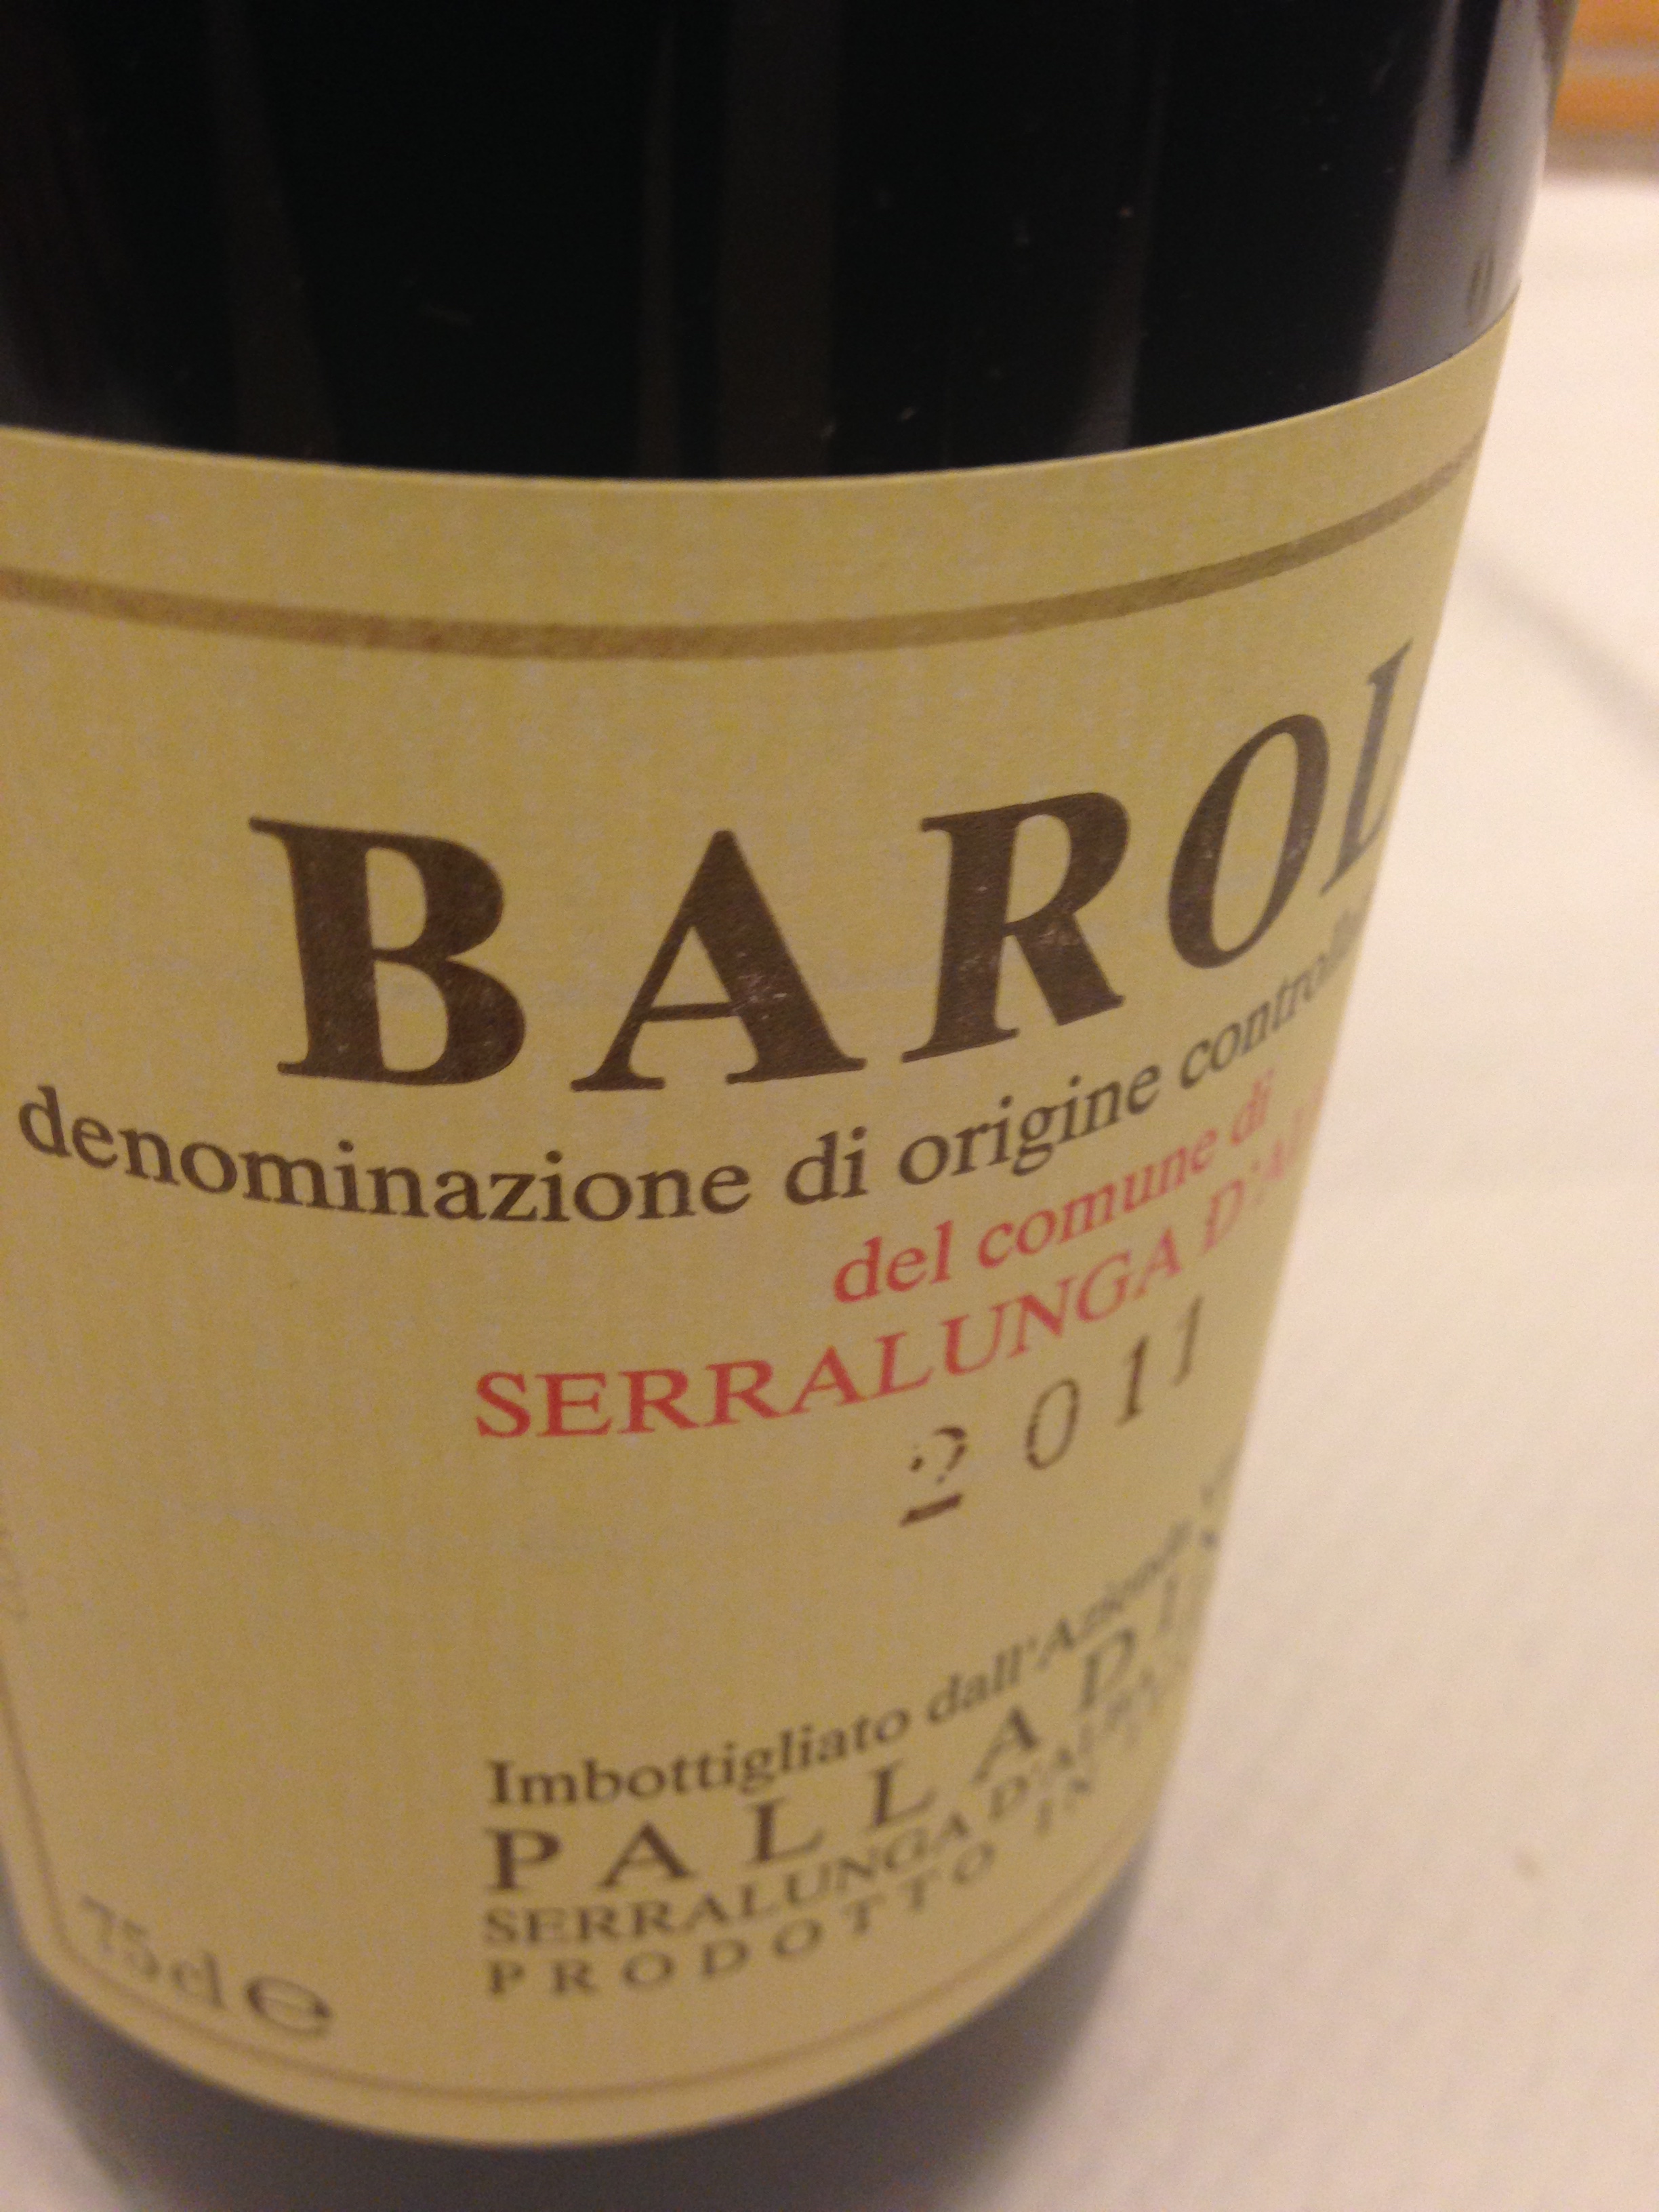 BAROL
denominazione di origine controll
del comune di
SERRALUNGA D'AL
2011
Imbottigliato dall'Azienda
PALLADI
SERRALUNGA D'ALBA
PRODOTTO IN
75cl e